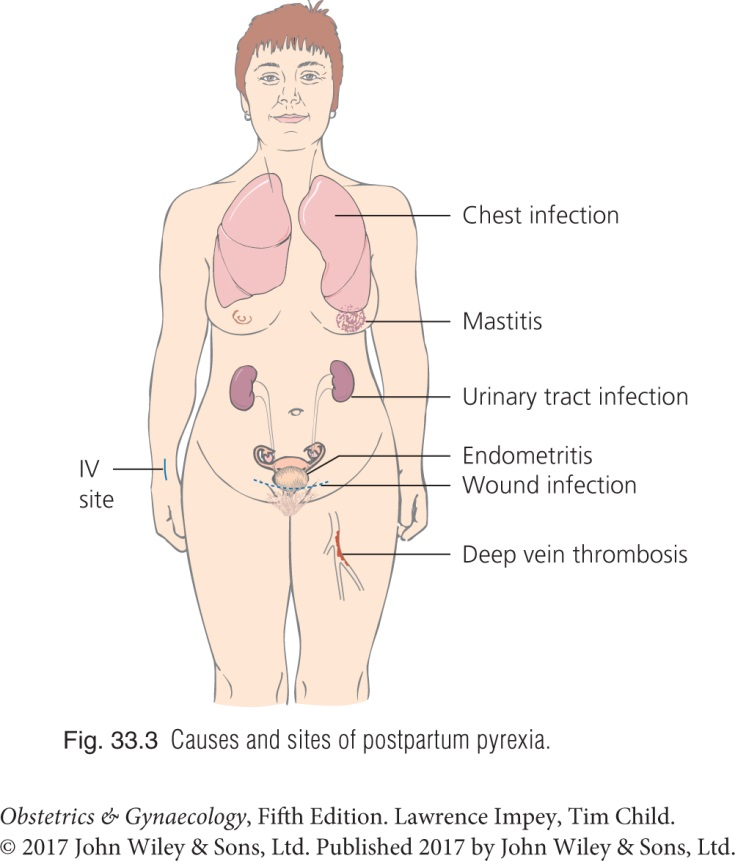 Chest infection
Mastitis
Urinary tract infection
IV
site
Endometritis
Wound infection
Deep vein thrombosis
Fig. 33.3 Causes and sites of postpartum pyrexia.
Obstetrics & Gynaecology, Fifth Edition. Lawrence Impey, Tim Child.
© 2017 John Wiley & Sons, Ltd. Published 2017 by John Wiley & Sons, Ltd.